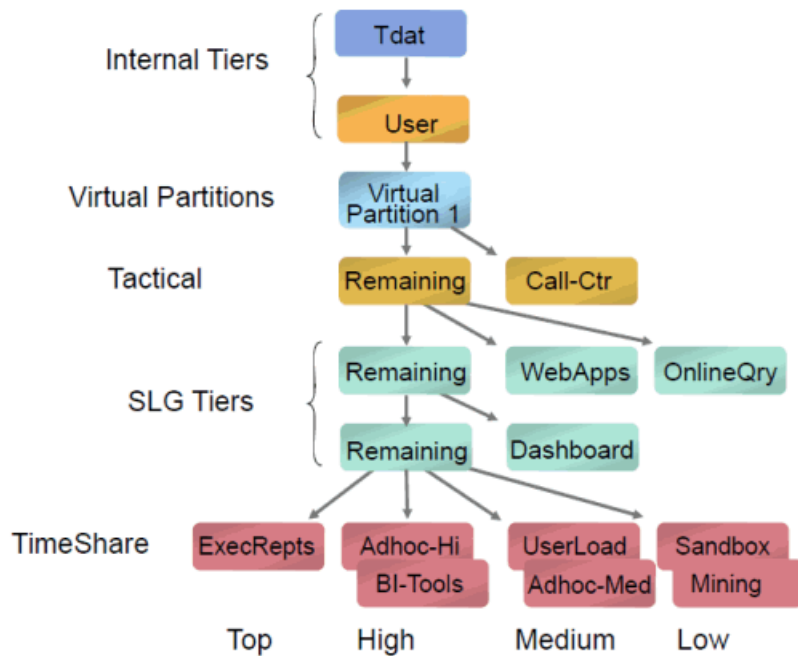 Internal Tiers
Tdat
User
Virtual Partitions
Virtual
Partition 1
Tactical
Remaining
Call-Ctr
SLG Tiers
Remaining
WebApps
OnlineQry
Remaining
Dashboard
TimeShare
ExecRepts
Adhoc-Hi
UserLoad
Sandbox
BI-Tools
Adhoc-Med
Mining
Top
High
Medium
Low